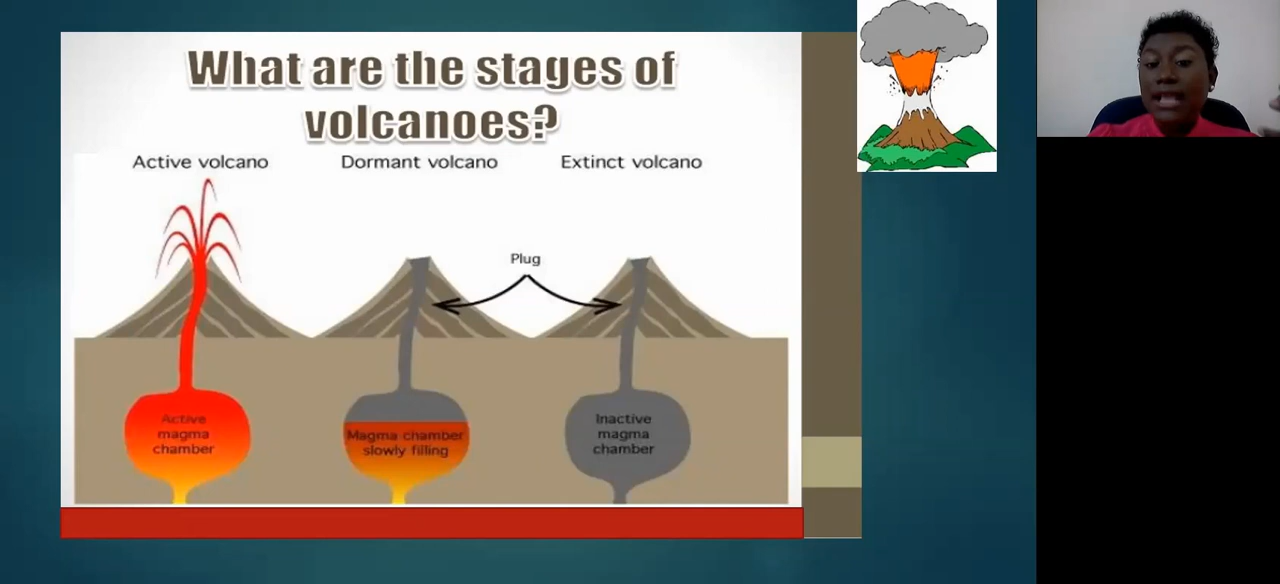 What are the stages of
volcanoes?
Active volcano
Dormant volcano
Extinct volcano
Plug
Active
magma
chamber
Magma chamber
slowly filling
Inactive
magma
chamber